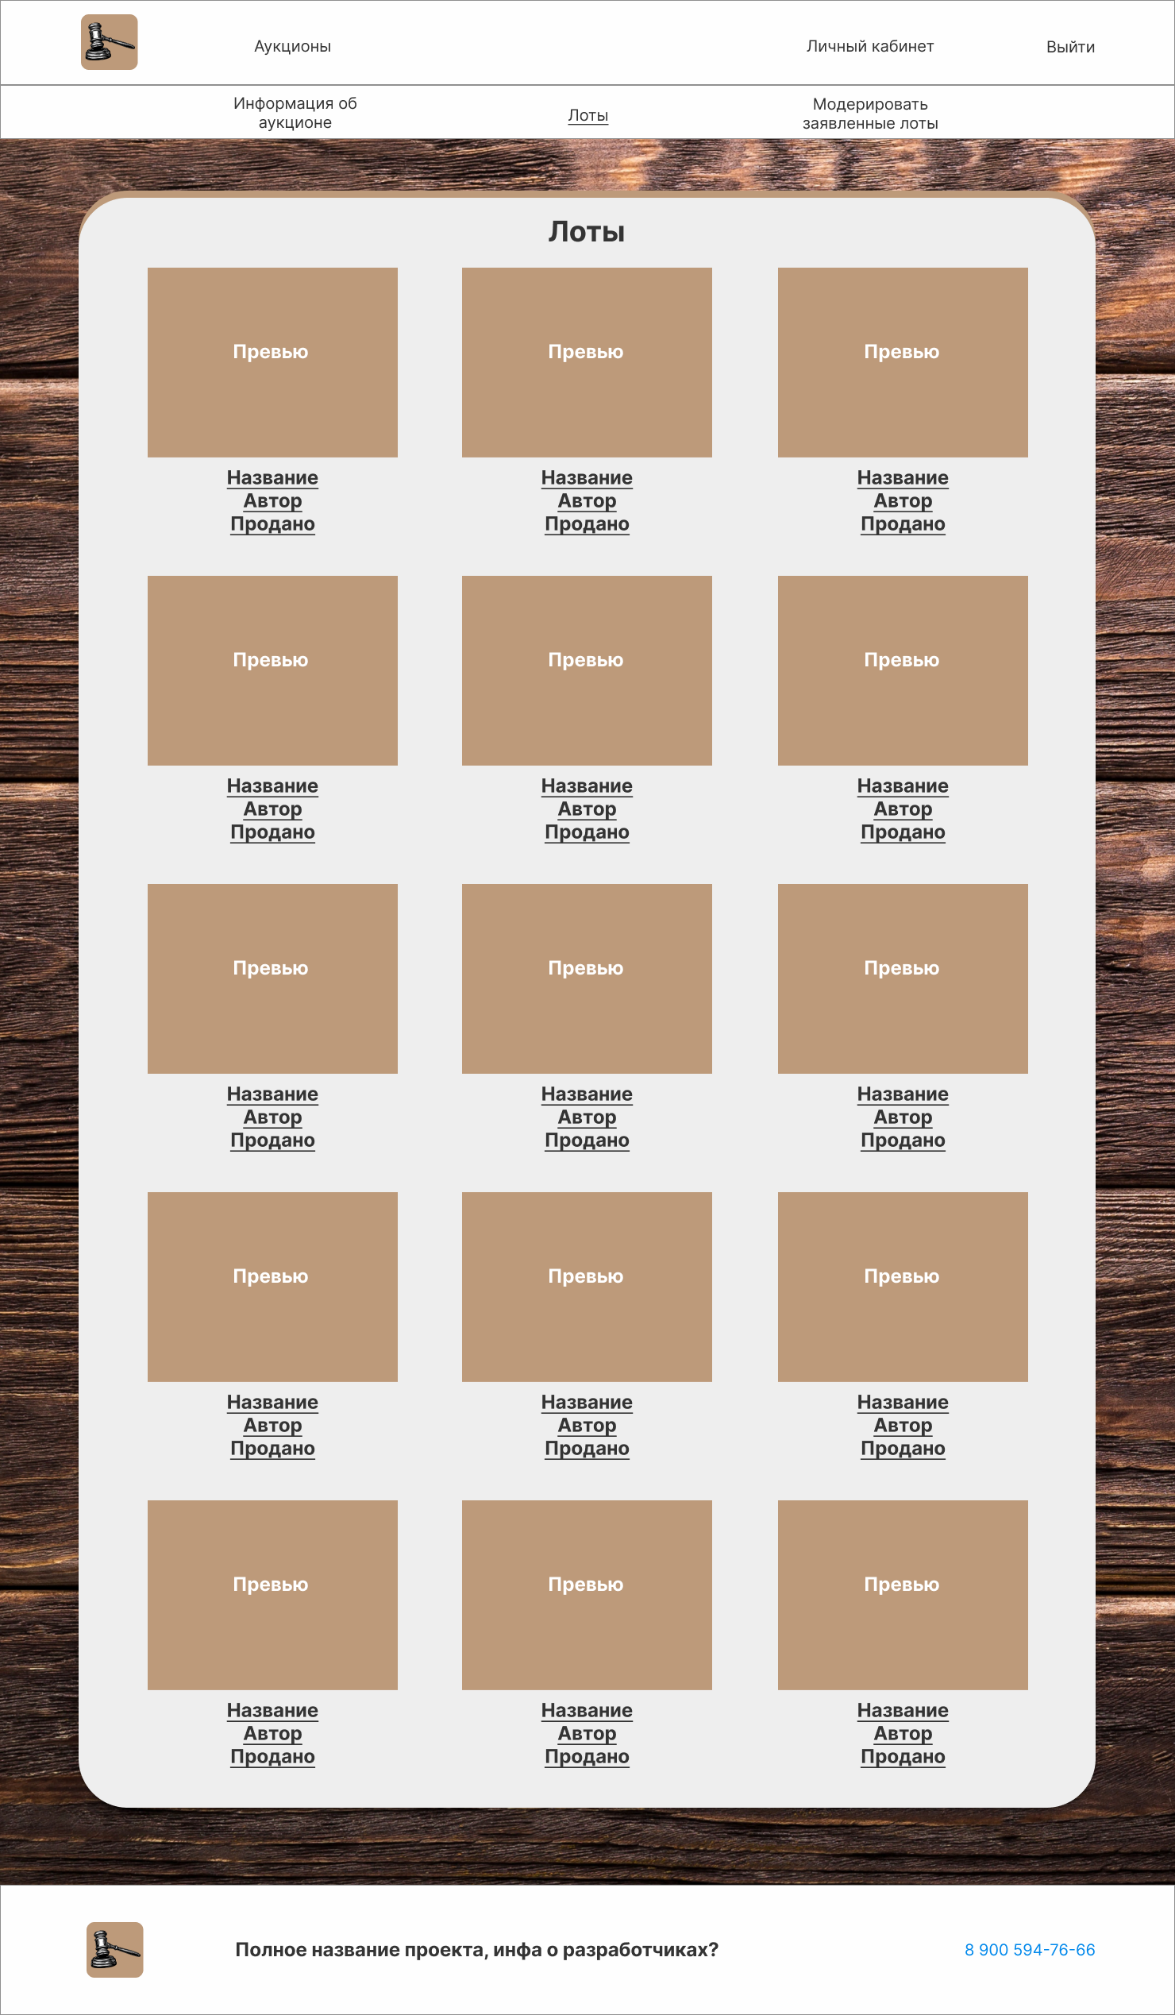 Аукционы
Личный кабинет
Выйти
Информация об
аукционе
Лоты
Модерировать
заявленные лоты
Лоты
Превью
Превью
Превью
Название
Автор
Продано
Название
Автор
Продано
Название
Автор
Продано
Превью
Превью
Превью
Название
Автор
Продано
Название
Автор
Продано
Название
Автор
Продано
Превью
Превью
Превью
Название
Автор
Продано
Название
Автор
Продано
Название
Автор
Продано
Превью
Превью
Превью
Название
Автор
Продано
Название
Автор
Продано
Название
Автор
Продано
Превью
Превью
Превью
Название
Автор
Продано
Название
Автор
Продано
Название
Автор
Продано
Полное название проекта, инфа о разработчиках?
8 900 594-76-66